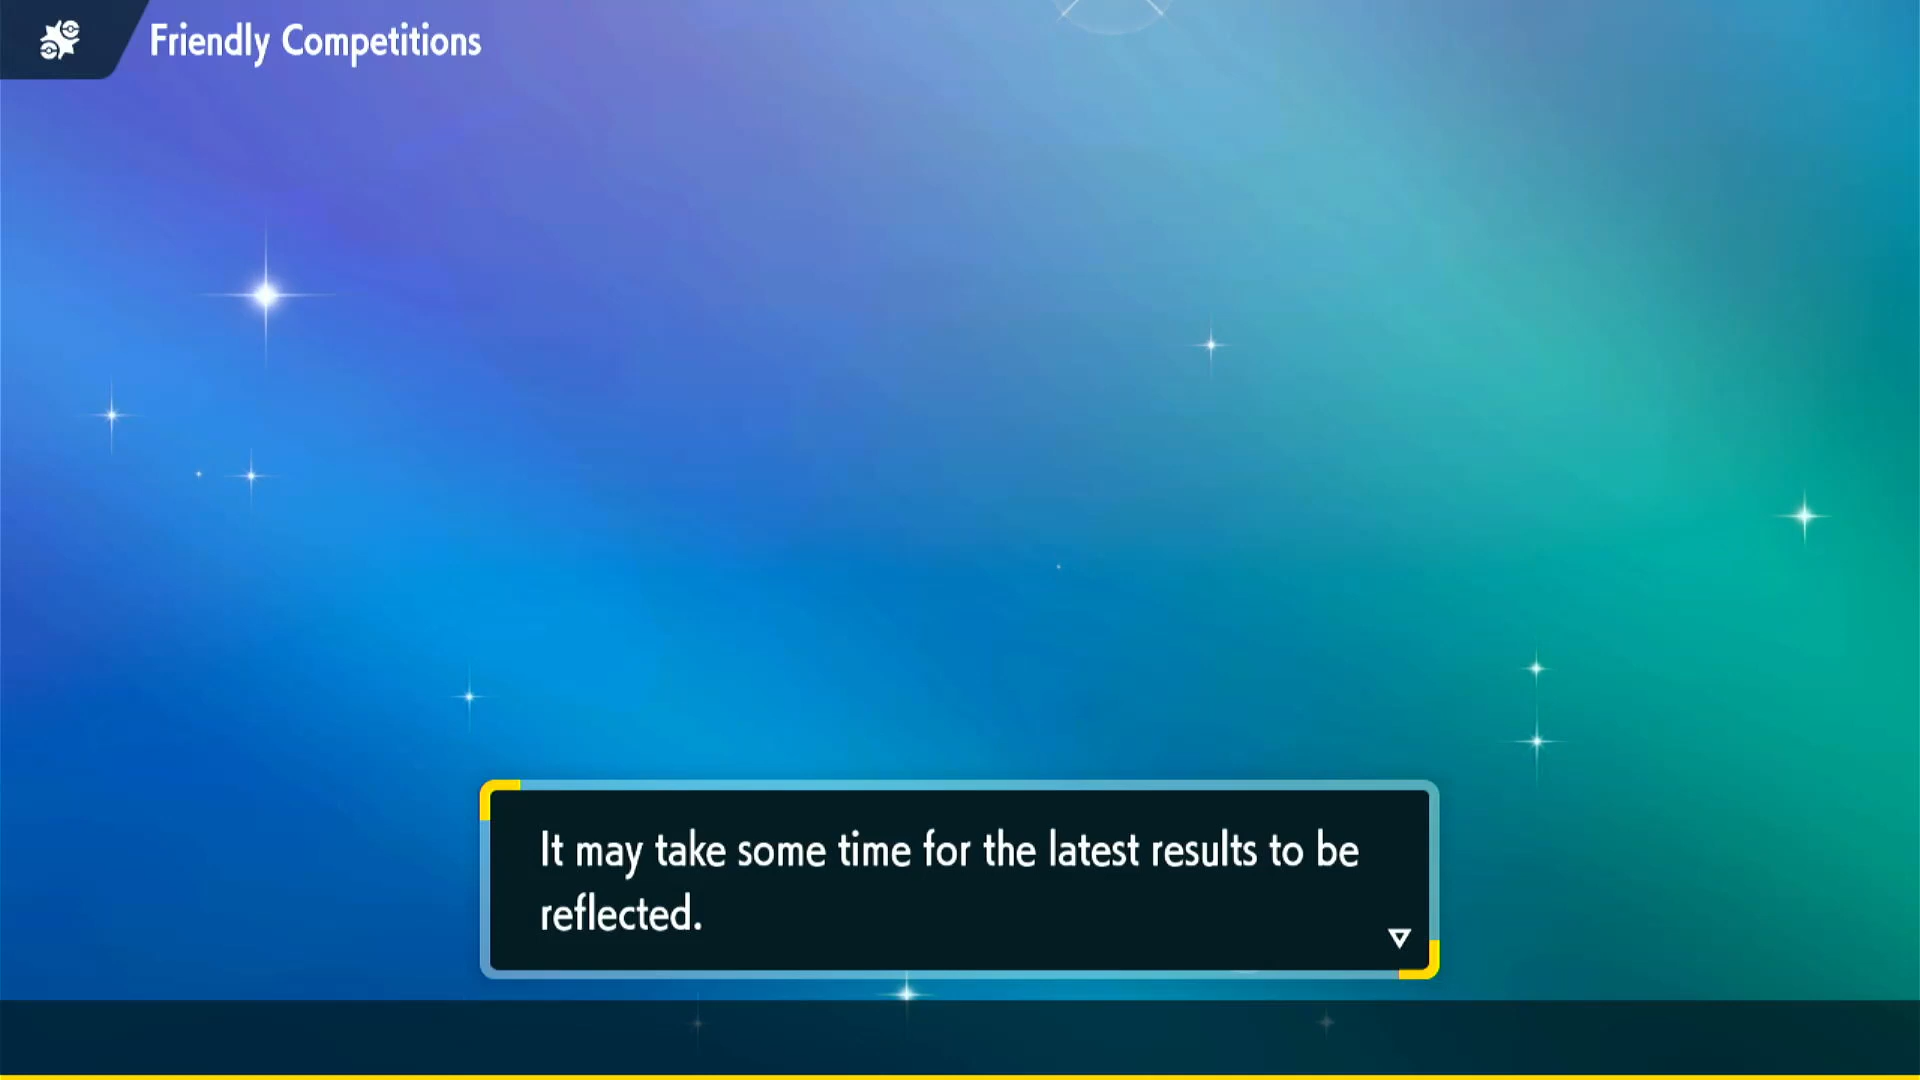 Friendly Competitions
It may take some time for the latest results to be
reflected.